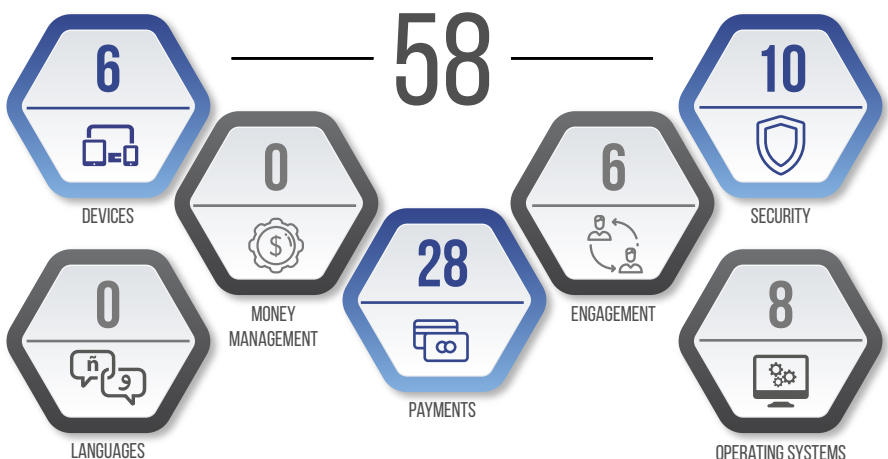 58
6
DEVICES
10
SECURITY
0
MONEY
MANAGEMENT
6
ENGAGEMENT
28
PAYMENTS
0
ñ
و
LANGUAGES
8
OPERATING SYSTEMS